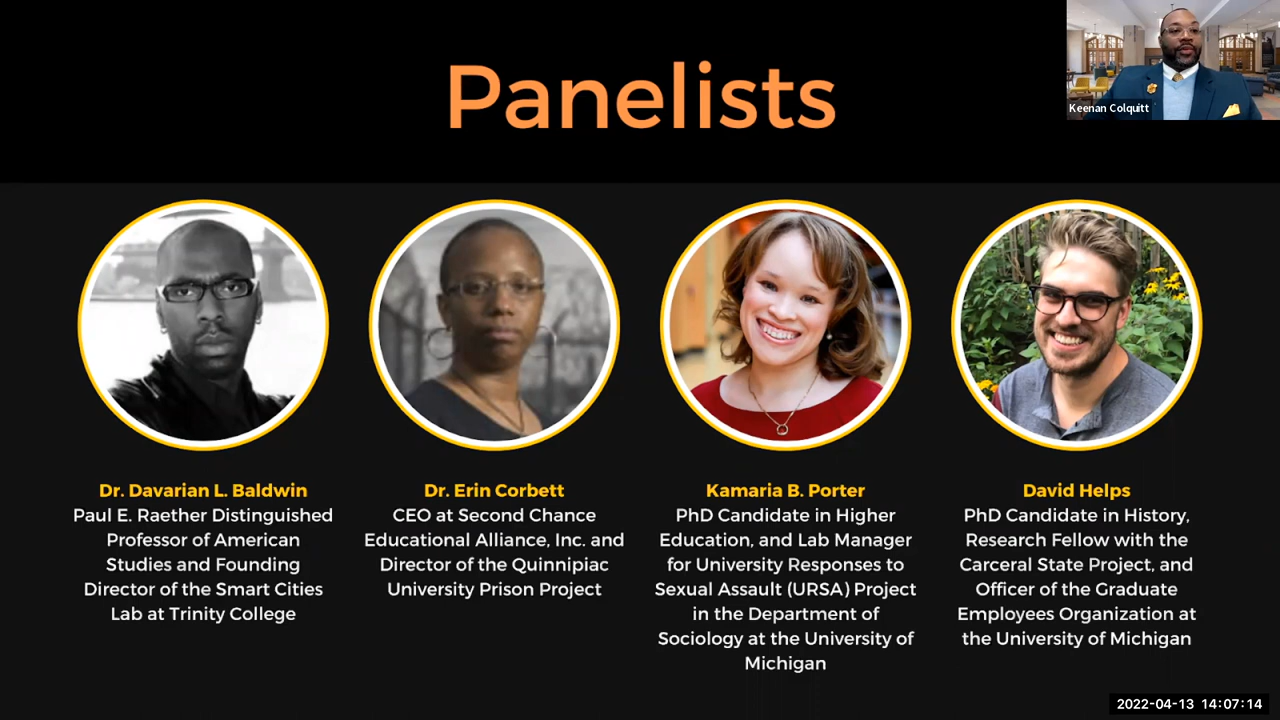 Panelists
Keenan Colquitt
Dr. Davarian L. Baldwin
Paul E. Raether Distinguished
Professor of American
Studies and Founding
Director of the Smart Cities
Lab at Trinity College
Dr. Erin Corbett
CEO at Second Chance
Educational Alliance, Inc. and
Director of the Quinnipiac
University Prison Project
Kamaria B. Porter
PhD Candidate in Higher
Education, and Lab Manager
for University Responses to
Sexual Assault (URSA) Project
in the Department of
Sociology at the University of
Michigan
David Helps
PhD Candidate in History,
Research Fellow with the
Carceral State Project, and
Officer of the Graduate
Employees Organization at
the University of Michigan
2022-04-13 14:07:14